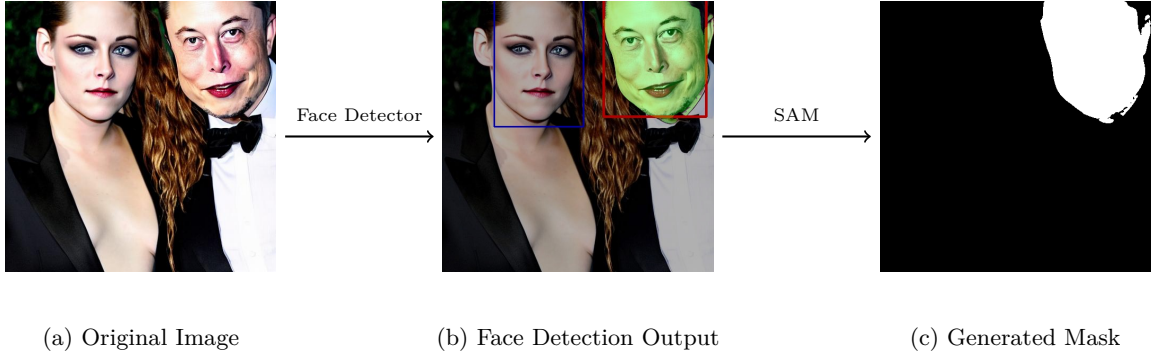 Face Detector
SAM
(a) Original Image
(b) Face Detection Output
(c) Generated Mask